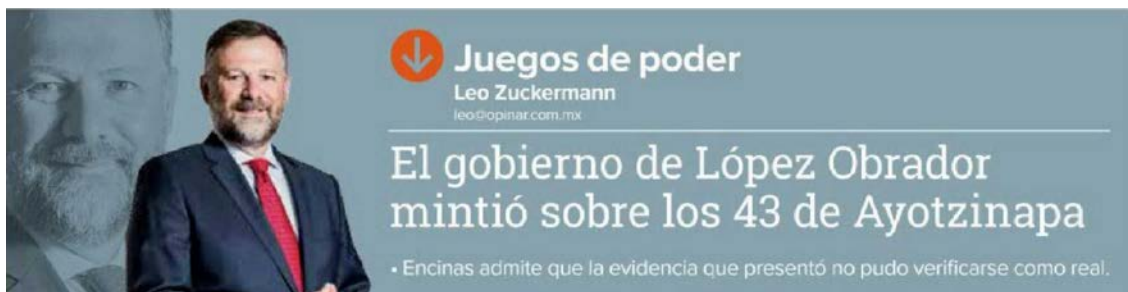 Juegos de poder
Leo Zuckermann
leo@opinar.com.mx
El gobierno de López Obrador
mintió sobre los 43 de Ayotzinapa
• Encinas admite que la evidencia que presentó no pudo verificarse como real.